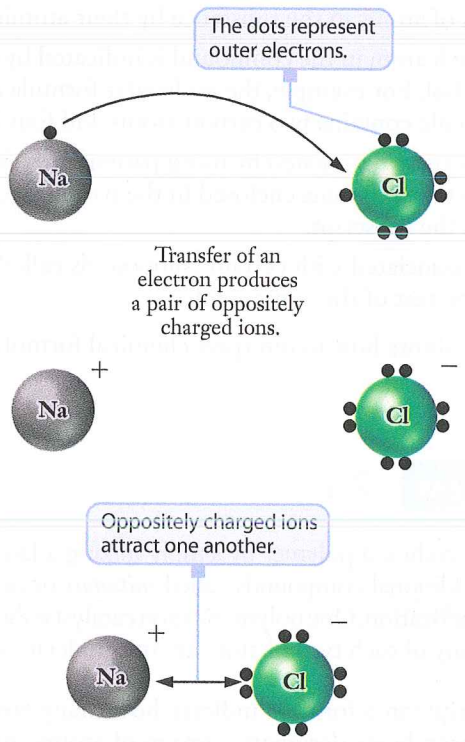 The dots represent
outer electrons.
Na
Cl
Transfer of an
electron produces
a pair of oppositely
charged ions.
Na +
Cl −
Oppositely charged ions
attract one another.
Na +
Cl −